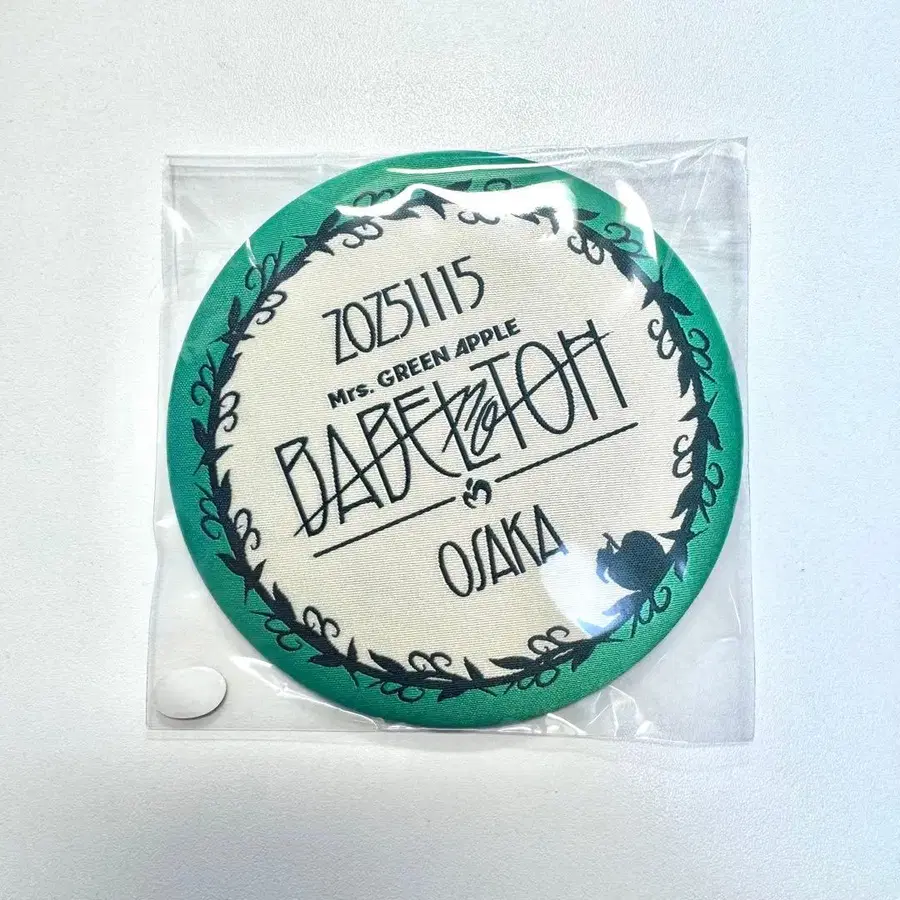 20251115
Mrs. GREEN APPLE
BABEL no TOH
OSAKA